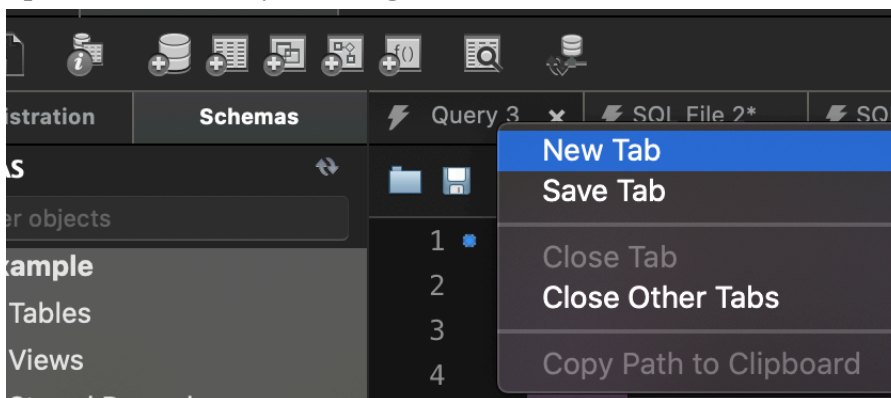 f()
istration Schemas Query 3 SQL File 2* SQ
AS
er objects
xample
Tables
Views
1
2
3
4
New Tab
Save Tab
Close Tab
Close Other Tabs
Copy Path to Clipboard